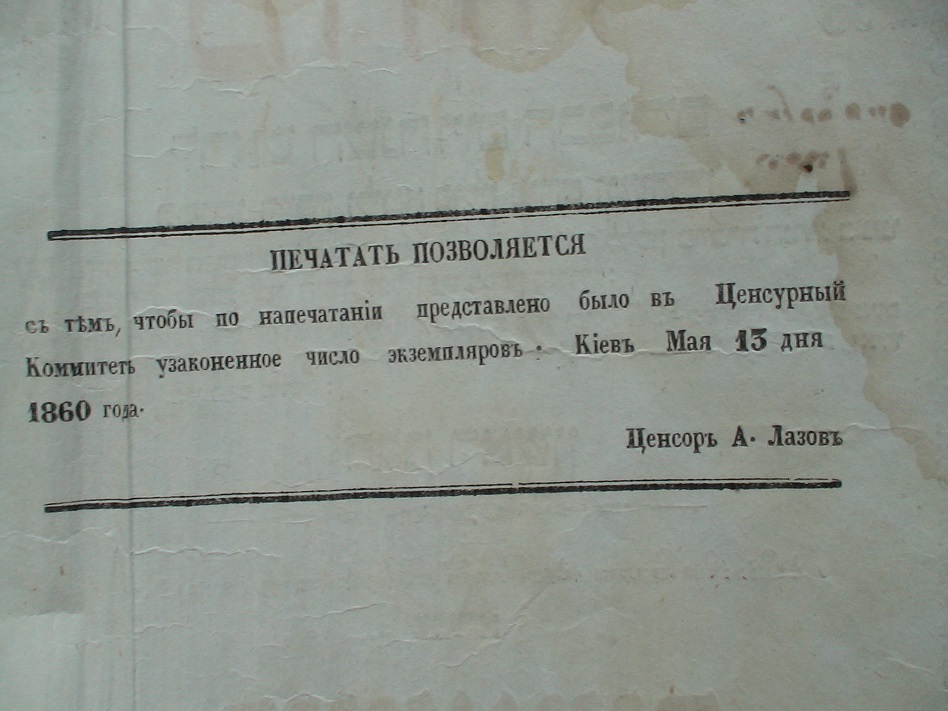 ПЕЧАТАТЬ ПОЗВОЛЯЕТСЯ
съ тѣмъ, чтобы по напечатаніи представлено было въ Ценсурный
Коммитетъ узаконенное число экземпляровъ· Кіевъ Мая 13 дня
1860 года·
Ценсоръ А· Лазовъ